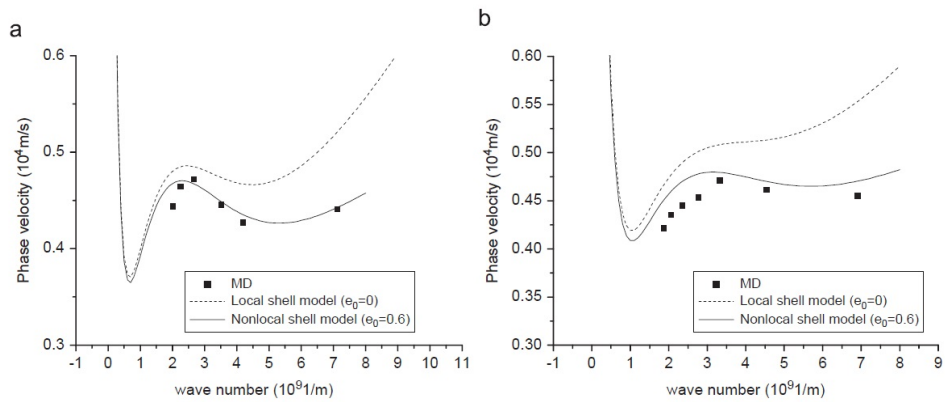 a
0.6
0.5
0.4
0.3
Phase velocity (10⁴m/s)
MD
Local shell model (e₀=0)
Nonlocal shell model (e₀=0.6)
-1 0 1 2 3 4 5 6 7 8 9 10 11
wave number (10⁹1/m)
b
0.60
0.55
0.50
0.45
0.40
0.35
0.30
Phase velocity (10⁴m/s)
MD
Local shell model (e₀=0)
Nonlocal shell model (e₀=0.6)
-1 0 1 2 3 4 5 6 7 8 9
wave number (10⁹1/m)